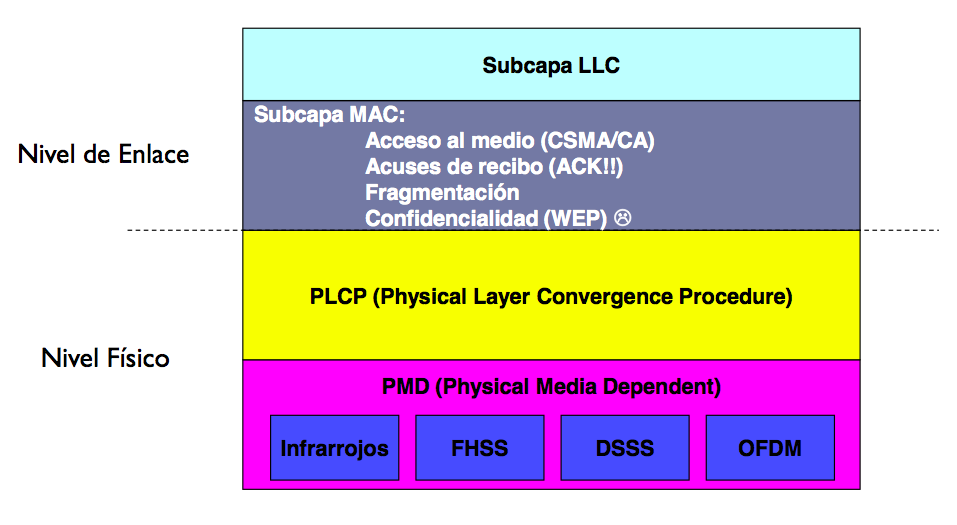 Subcapa LLC
Nivel de Enlace
Subcapa MAC:
Acceso al medio (CSMA/CA)
Acuses de recibo (ACK!!)
Fragmentación
Confidencialidad (WEP) ☹
Nivel Físico
PLCP (Physical Layer Convergence Procedure)
PMD (Physical Media Dependent)
Infrarrojos
FHSS
DSSS
OFDM